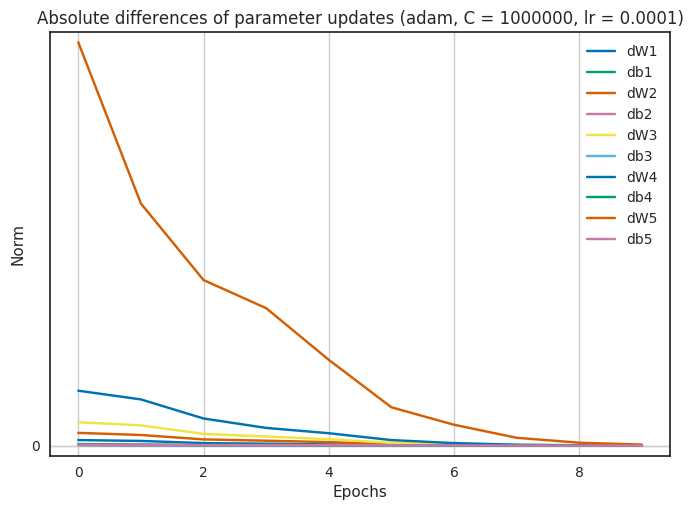 Absolute differences of parameter updates (adam, C = 1000000, lr = 0.0001)
dW1
db1
dW2
db2
dW3
db3
dW4
db4
dW5
db5
Norm
0
0 2 4 6 8
Epochs